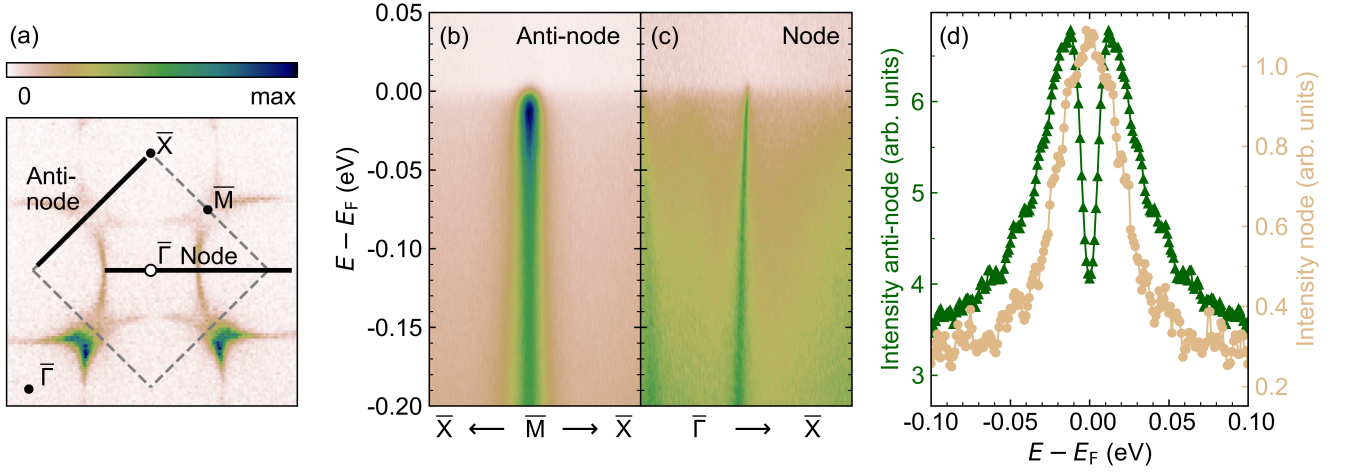 (a)
0 max
X̅
Anti-
node
M̅
Γ̅ Node
Γ̅
E − E_F (eV)
0.05
0.00
-0.05
-0.10
-0.15
-0.20
(b) Anti-node
(c) Node
X̅ ⟵ M̅ ⟶ X̅
Γ̅ ⟶ X̅
(d)
Intensity anti-node (arb. units)
6
5
4
3
Intensity node (arb. units)
1.0
0.8
0.6
0.4
0.2
-0.10 -0.05 0.00 0.05 0.10
E − E_F (eV)